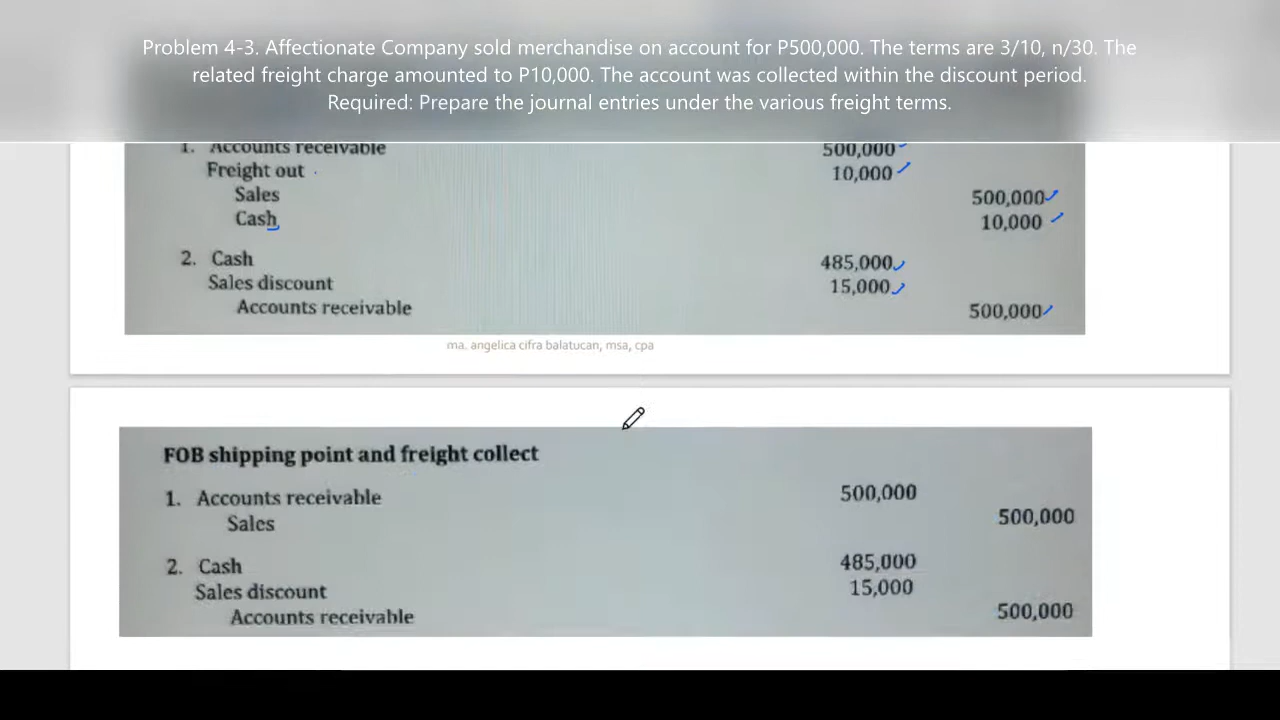 Problem 4-3. Affectionate Company sold merchandise on account for P500,000. The terms are 3/10, n/30. The
related freight charge amounted to P10,000. The account was collected within the discount period.
Required: Prepare the journal entries under the various freight terms.
1. Accounts receivable 500,000
Freight out 10,000
Sales 500,000
Cash 10,000
2. Cash 485,000
Sales discount 15,000
Accounts receivable 500,000
ma. angelica cifra balatucan, msa, cpa
FOB shipping point and freight collect
1. Accounts receivable 500,000
Sales 500,000
2. Cash 485,000
Sales discount 15,000
Accounts receivable 500,000